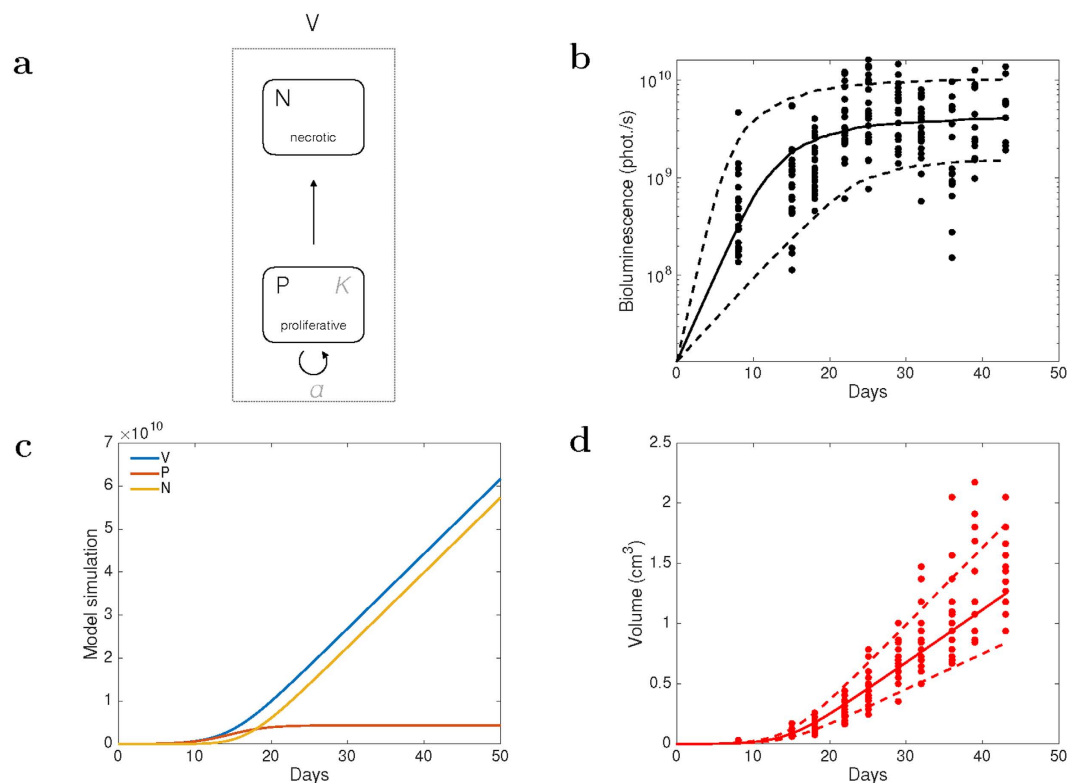 a
V
N
necrotic
P
K
proliferative
a
b
Bioluminescence (phot./s)
10^10
10^9
10^8
0
10
20
30
40
50
Days
c
7 ×10^10
6
5
4
3
2
1
0
V
P
N
Model simulation
0
10
20
30
40
50
Days
d
2.5
2
1.5
1
0.5
0
Volume (cm³)
0
10
20
30
40
50
Days